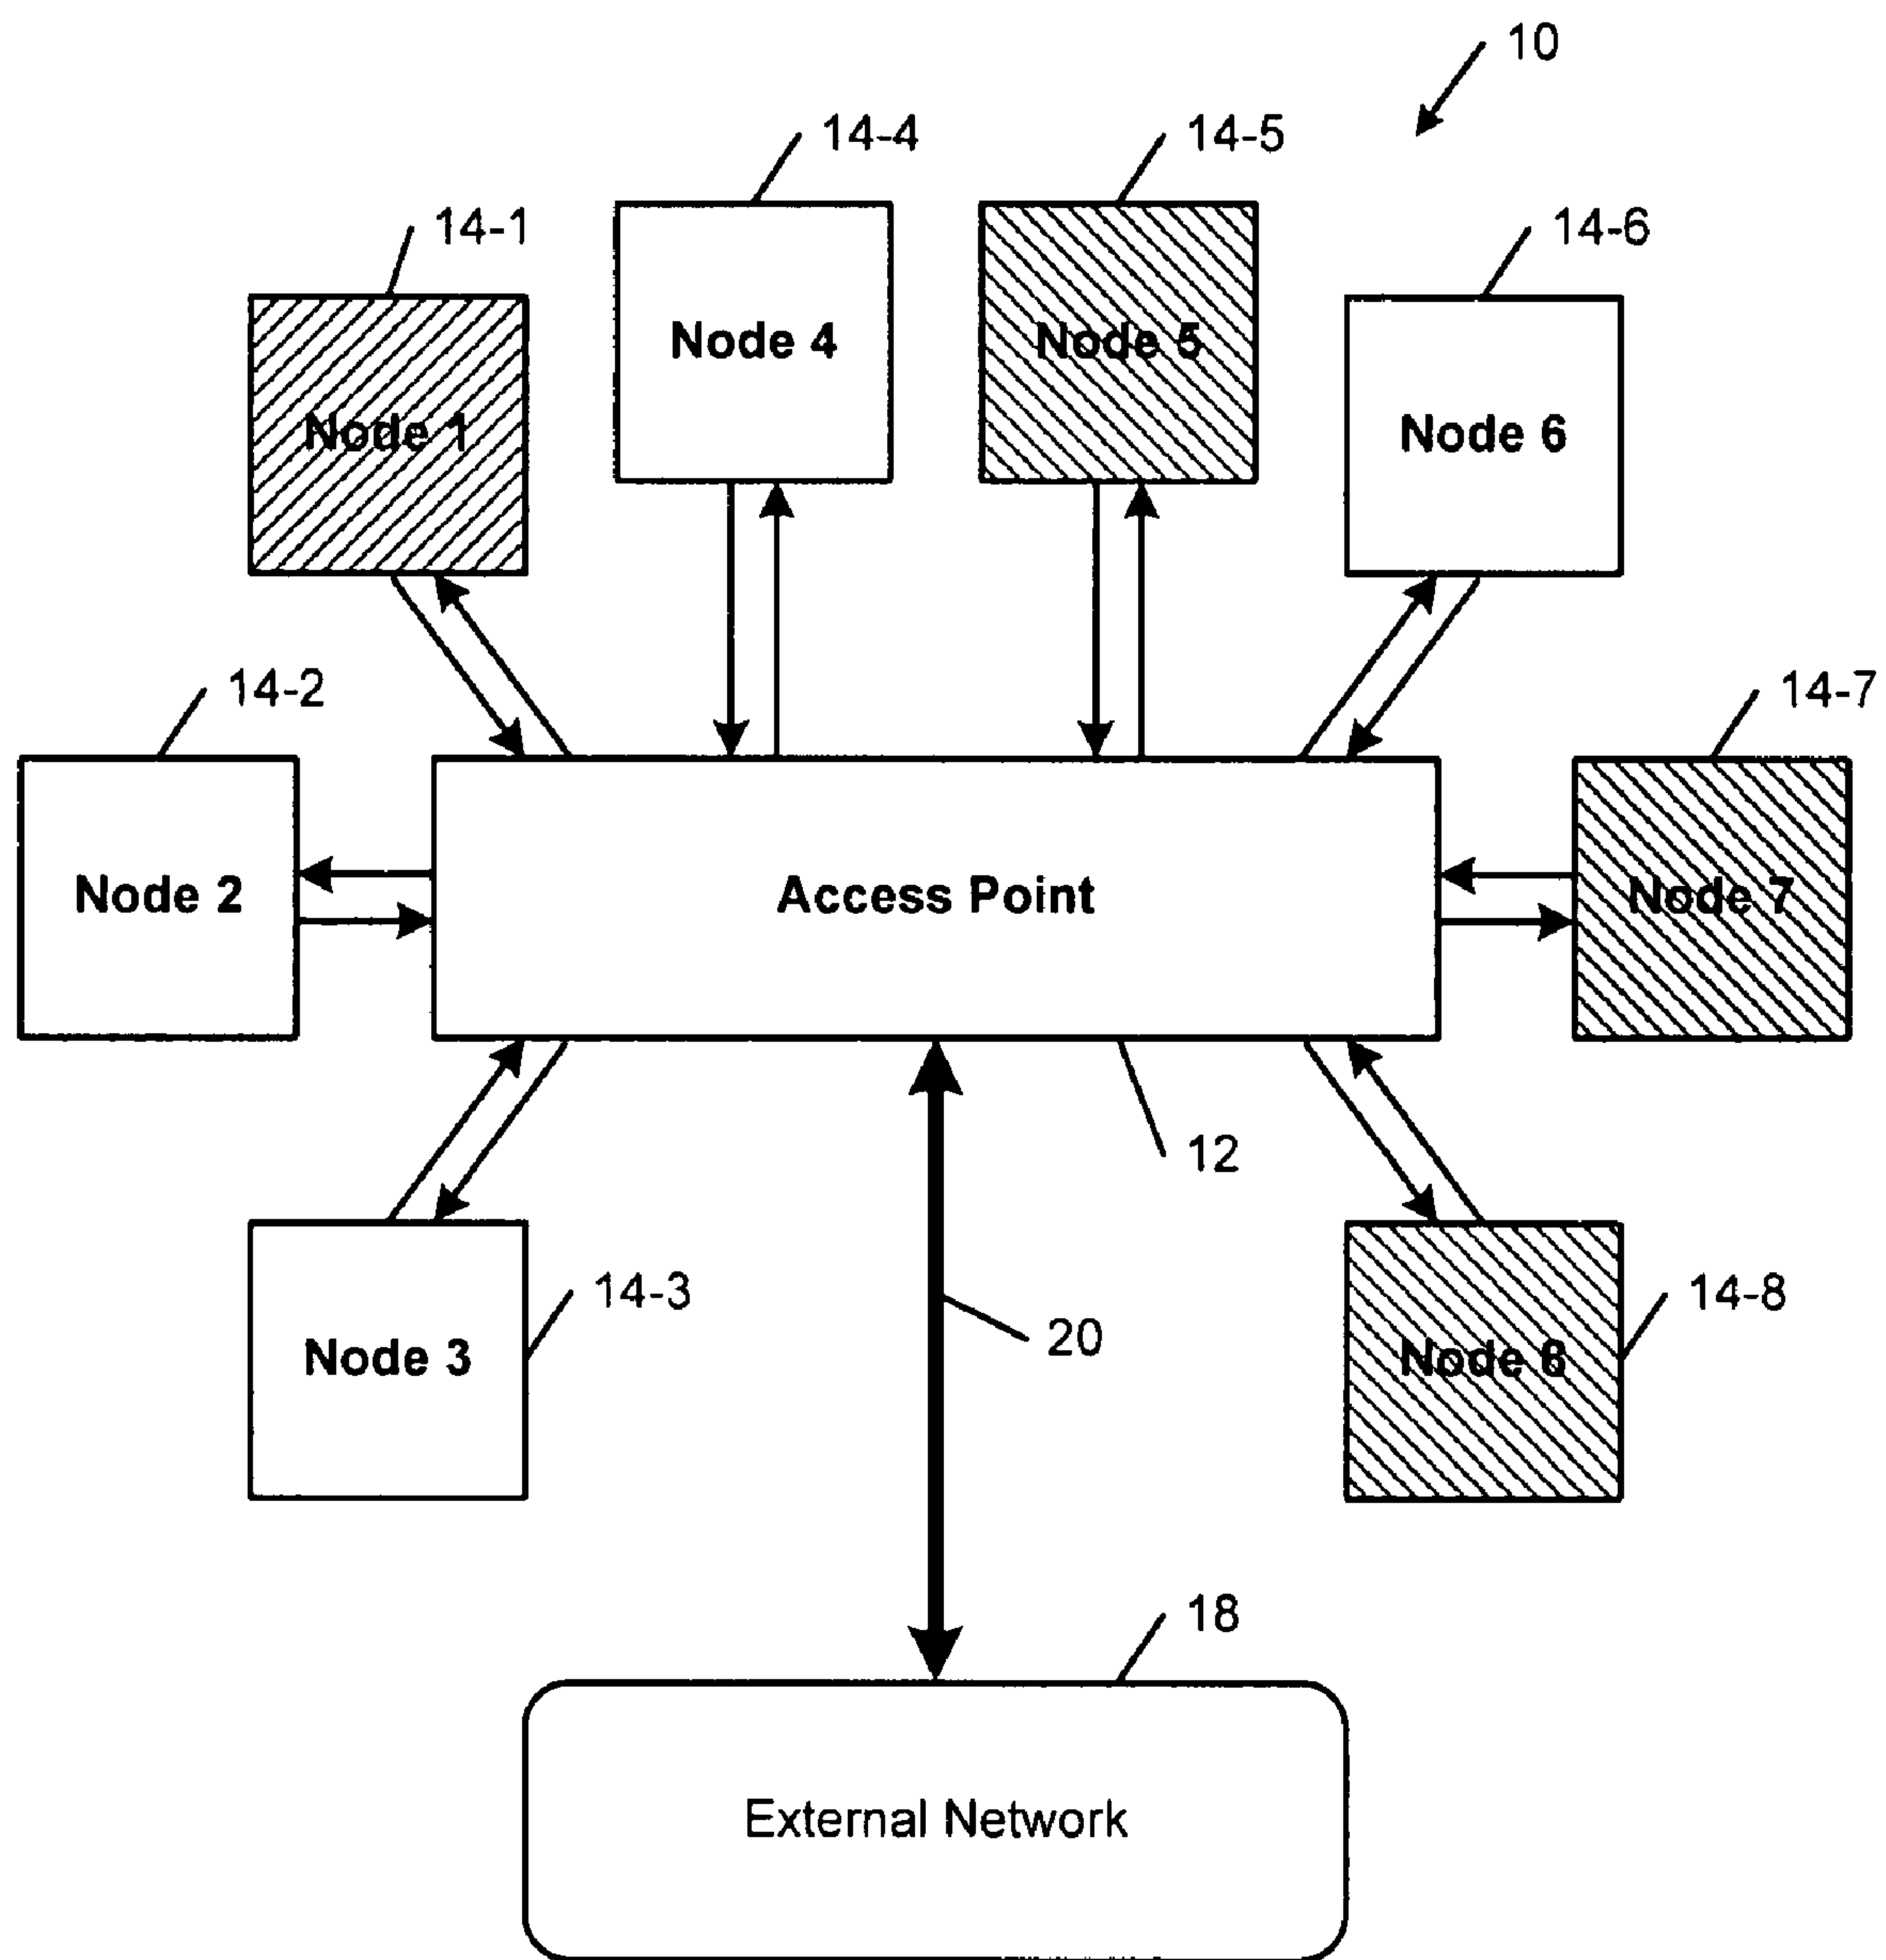 10
14-4
14-5
14-1
14-6
Node 4
Node 5
Node 1
Node 6
14-2
14-7
Node 2
Access Point
Node 7
12
14-3
14-8
20
Node 3
Node 8
18
External Network